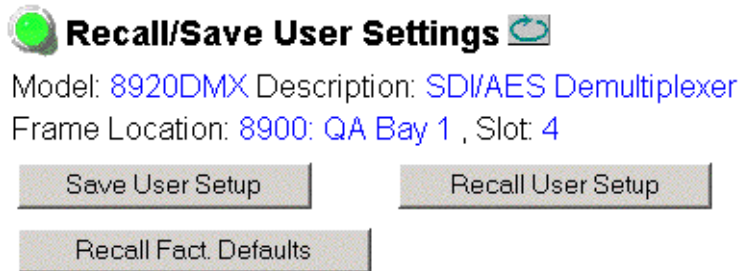 Recall/Save User Settings
Model: 8920DMX Description: SDI/AES Demultiplexer
Frame Location: 8900: QA Bay 1 , Slot: 4
Save User Setup Recall User Setup
Recall Fact. Defaults